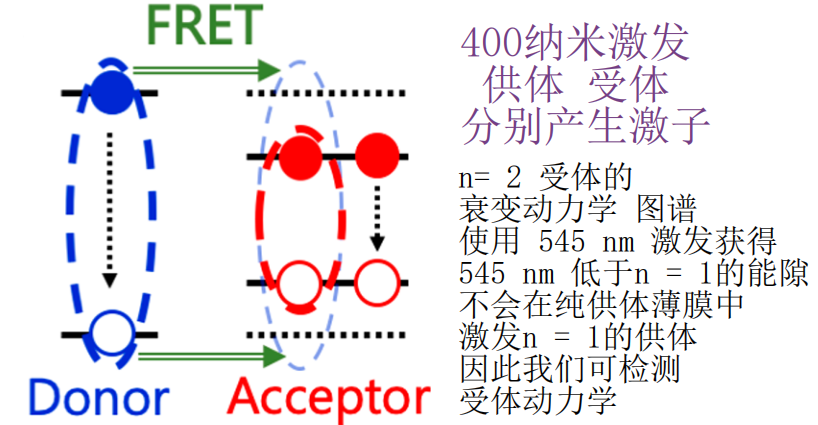 FRET
Donor
Acceptor
400纳米激发
供体 受体
分别产生激子
n= 2 受体的
衰变动力学 图谱
使用 545 nm 激发获得
545 nm 低于n = 1的能隙
不会在纯供体薄膜中
激发n = 1的供体
因此我们可检测
受体动力学